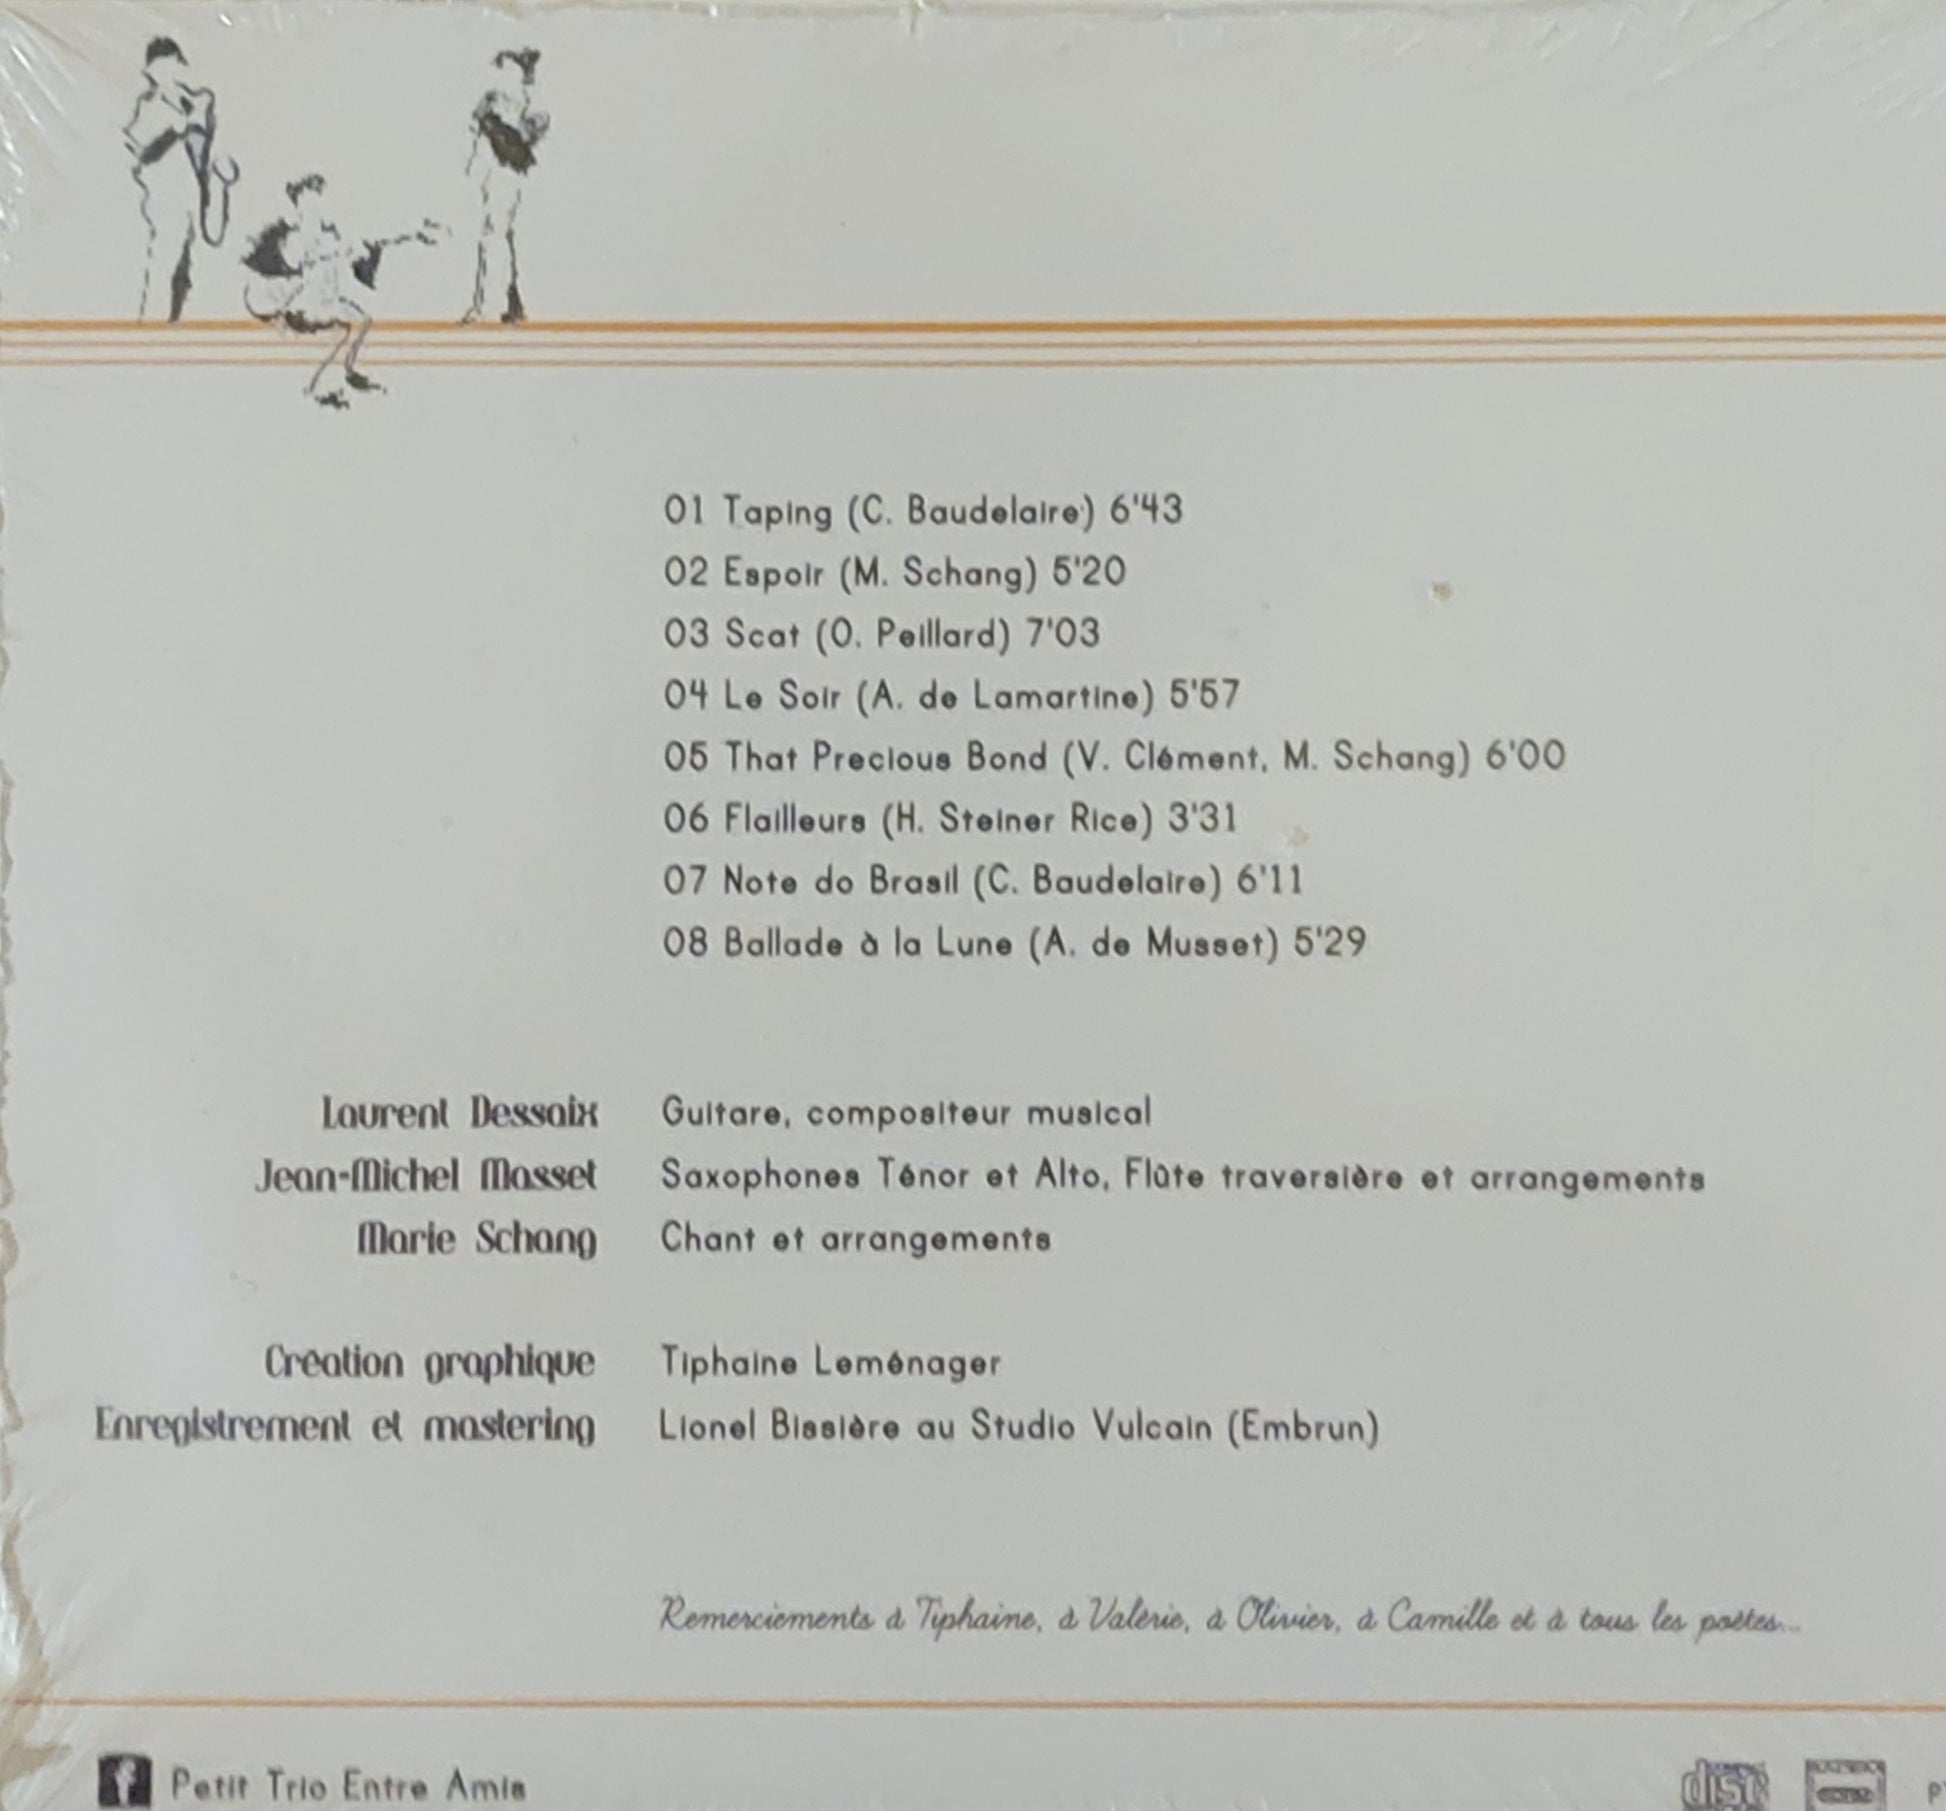 01 Taping (C. Baudelaire) 6'43
02 Espoir (M. Schang) 5'20
03 Scat (O. Peillard) 7'03
04 Le Soir (A. de Lamartine) 5'57
05 That Precious Bond (V. Clément, M. Schang) 6'00
06 Flailleurs (H. Steiner Rice) 3'31
07 Note do Brasil (C. Baudelaire) 6'11
08 Ballade à la Lune (A. de Musset) 5'29
Laurent Dessaix Guitare, compositeur musical
Jean-Michel Masset Saxophones Ténor et Alto, Flûte traversière et arrangements
Marie Schang Chant et arrangements
Création graphique Tiphaine Leménager
Enregistrement et mastering Lionel Bissière au Studio Vulcain (Embrun)
Remerciements à Tiphaine, à Valérie, à Olivier, à Camille et à tous les poètes...
f Petit Trio Entre Amis disc